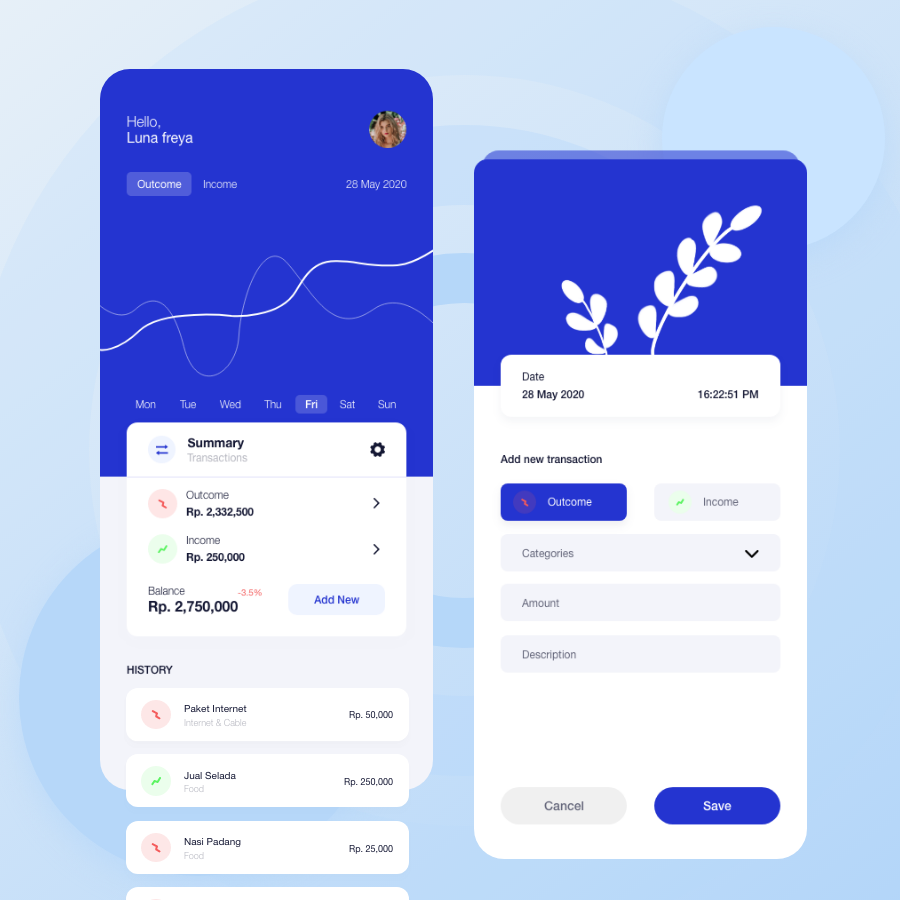 Hello,
Luna freya
Outcome
Income
28 May 2020
Mon
Tue
Wed
Thu
Fri
Sat
Sun
Summary
Transactions
Outcome
Rp. 2,332,500
Income
Rp. 250,000
Balance
-3.5%
Rp. 2,750,000
Add New
HISTORY
Paket Internet
Internet & Cable
Rp. 50,000
Jual Selada
Food
Rp. 250,000
Nasi Padang
Food
Rp. 25,000
Date
28 May 2020
16:22:51 PM
Add new transaction
Outcome
Income
Categories
Amount
Description
Cancel
Save